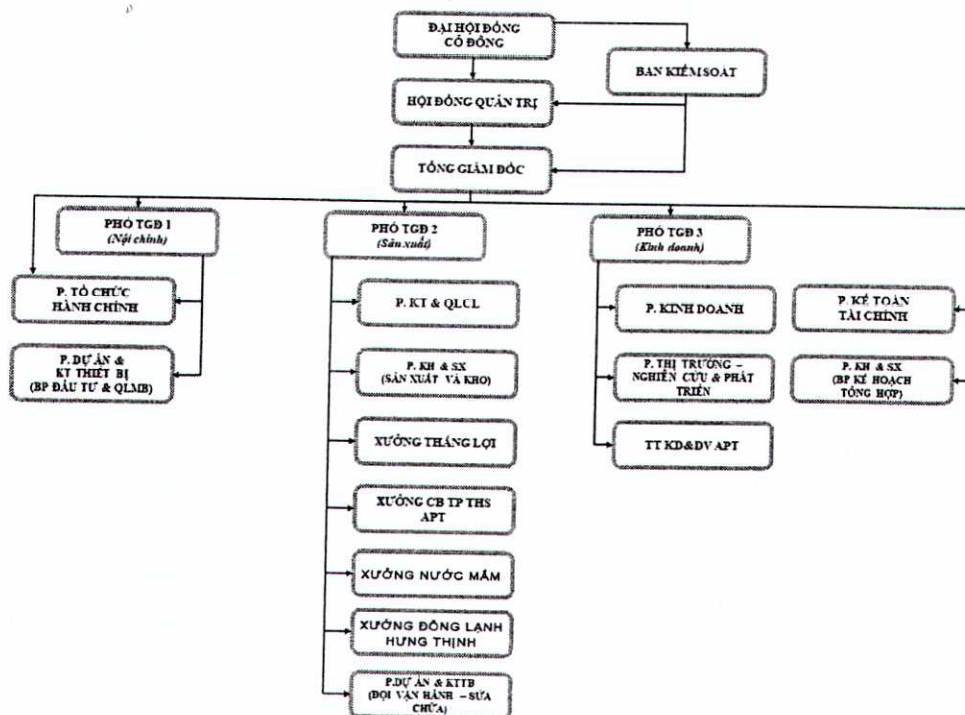 ĐẠI HỘI ĐỒNG
CỔ ĐÔNG
BAN KIỂM SOÁT
HỘI ĐỒNG QUẢN TRỊ
TỔNG GIÁM ĐỐC
PHÓ TGĐ 1
(Nội chính)
P. TỔ CHỨC
HÀNH CHÍNH
P. DỰ ÁN &
KT THIẾT BỊ
(BP ĐẦU TƯ & QLMB)
PHÓ TGĐ 2
(Sản xuất)
P. KT & QLCL
P. KH & SX
(SẢN XUẤT VÀ KHO)
XƯỞNG THẮNG LỢI
XƯỞNG CB TP THS
APT
XƯỞNG NƯỚC MẮM
XƯỞNG ĐÔNG LẠNH
HƯNG THỊNH
P.DỰ ÁN & KTTB
(ĐỘI VẬN HÀNH – SỬA
CHỮA)
PHÓ TGĐ 3
(Kinh doanh)
P. KINH DOANH
P. THỊ TRƯỜNG –
NGHIÊN CỨU & PHÁT
TRIỂN
TT KD&DV APT
P. KẾ TOÁN
TÀI CHÍNH
P. KH & SX
(BP KẾ HOẠCH
TỔNG HỢP)